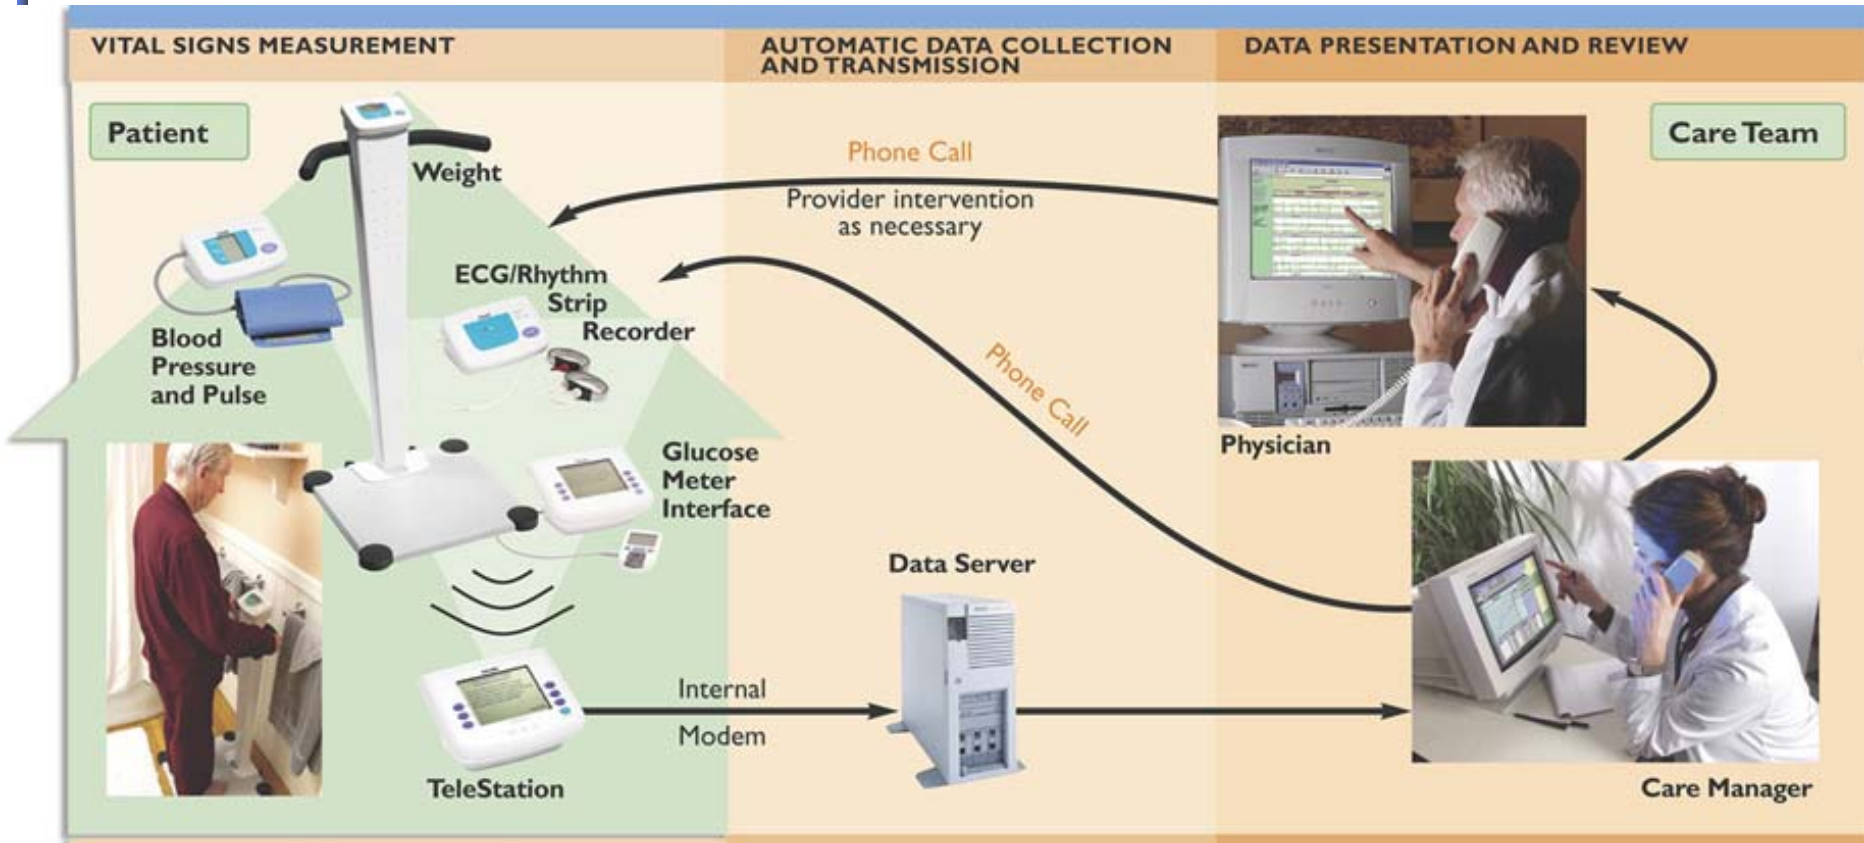 VITAL SIGNS MEASUREMENT
AUTOMATIC DATA COLLECTION
AND TRANSMISSION
DATA PRESENTATION AND REVIEW
Patient
Care Team
Weight
Phone Call
Provider intervention
as necessary
ECG/Rhythm
Strip
Recorder
Blood
Pressure
and Pulse
Phone Call
Physician
Glucose
Meter
Interface
Data Server
Internal
Modem
TeleStation
Care Manager